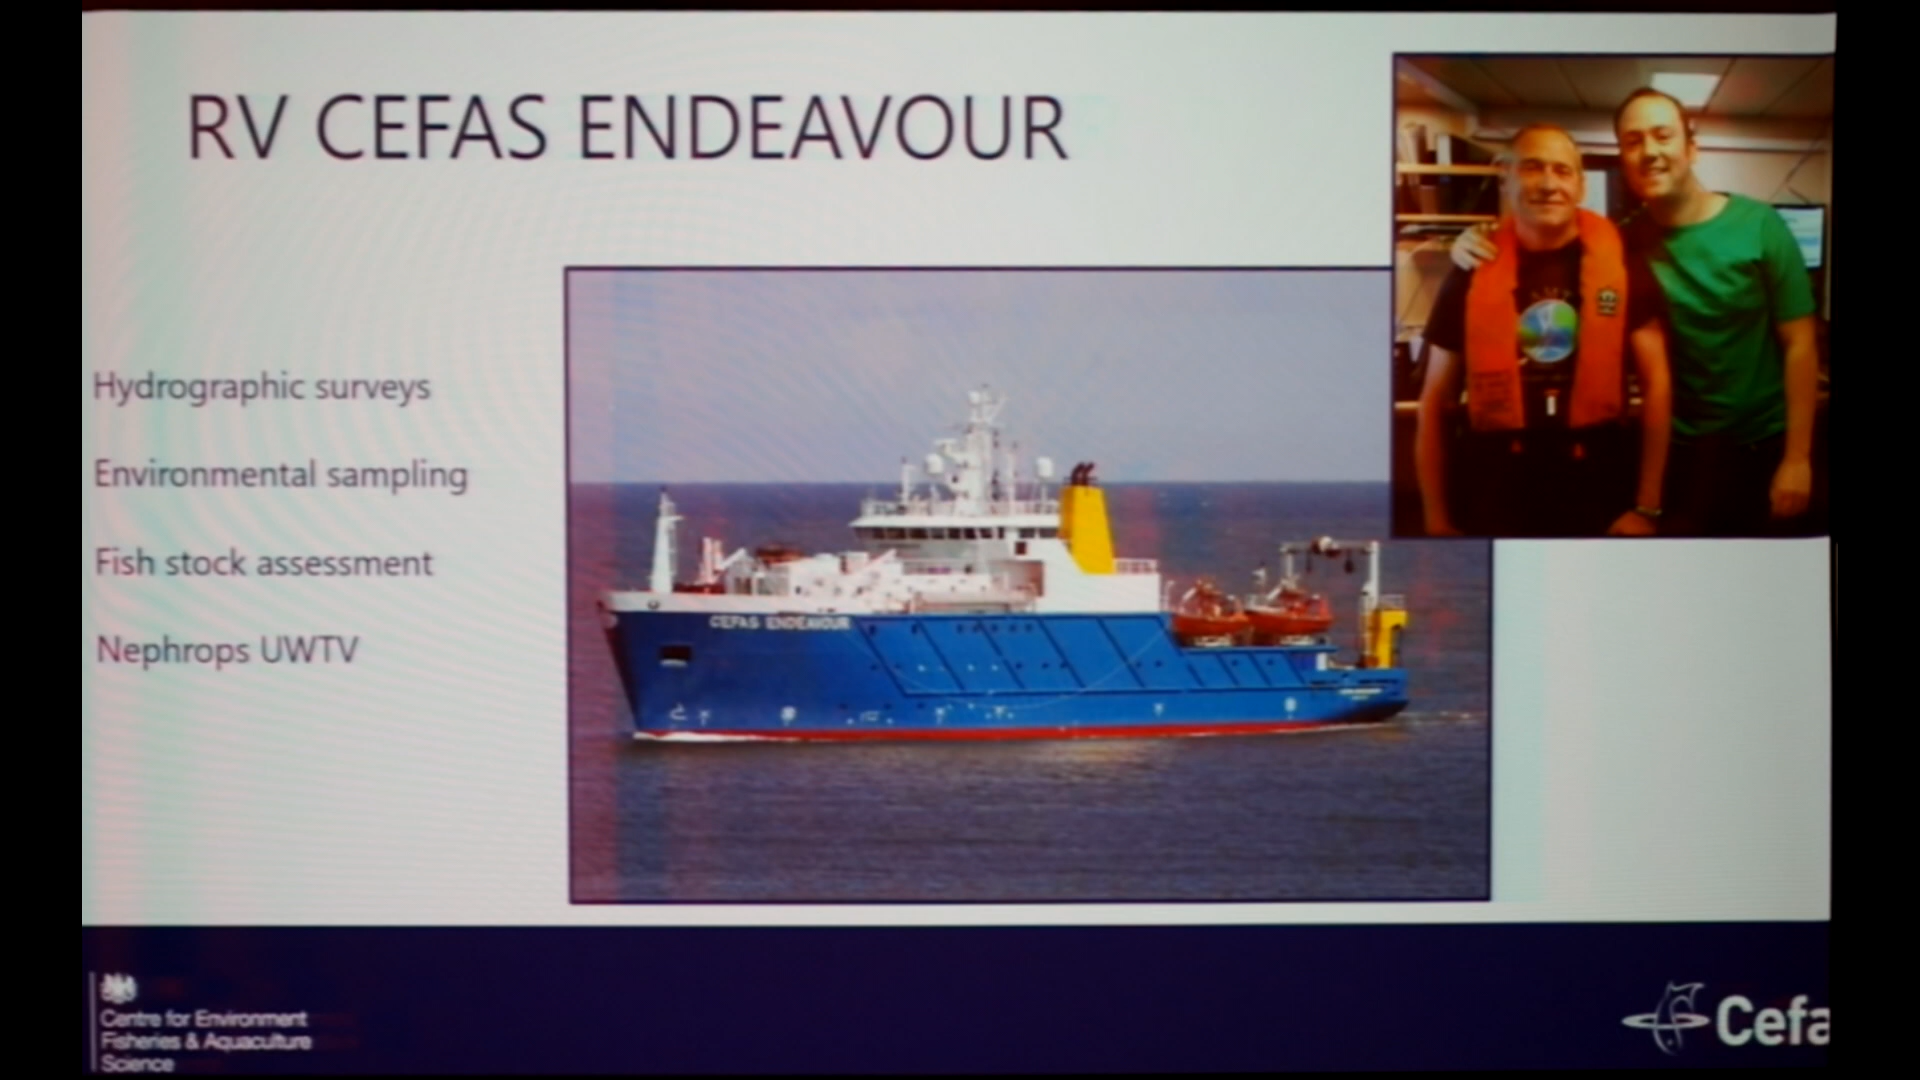 RV CEFAS ENDEAVOUR
Hydrographic surveys
Environmental sampling
Fish stock assessment
Nephrops UWTV
CEFAS ENDEAVOUR
Centre for Environment
Fisheries & Aquaculture
Science
Cefa